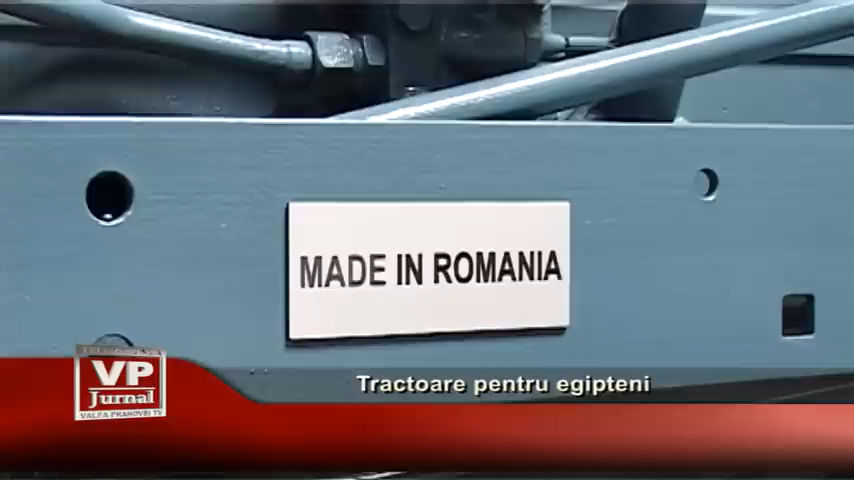 MADE IN ROMANIA
Tractoare pentru egipteni
VP
Jurnal
VALEA PRAHOVEI TV